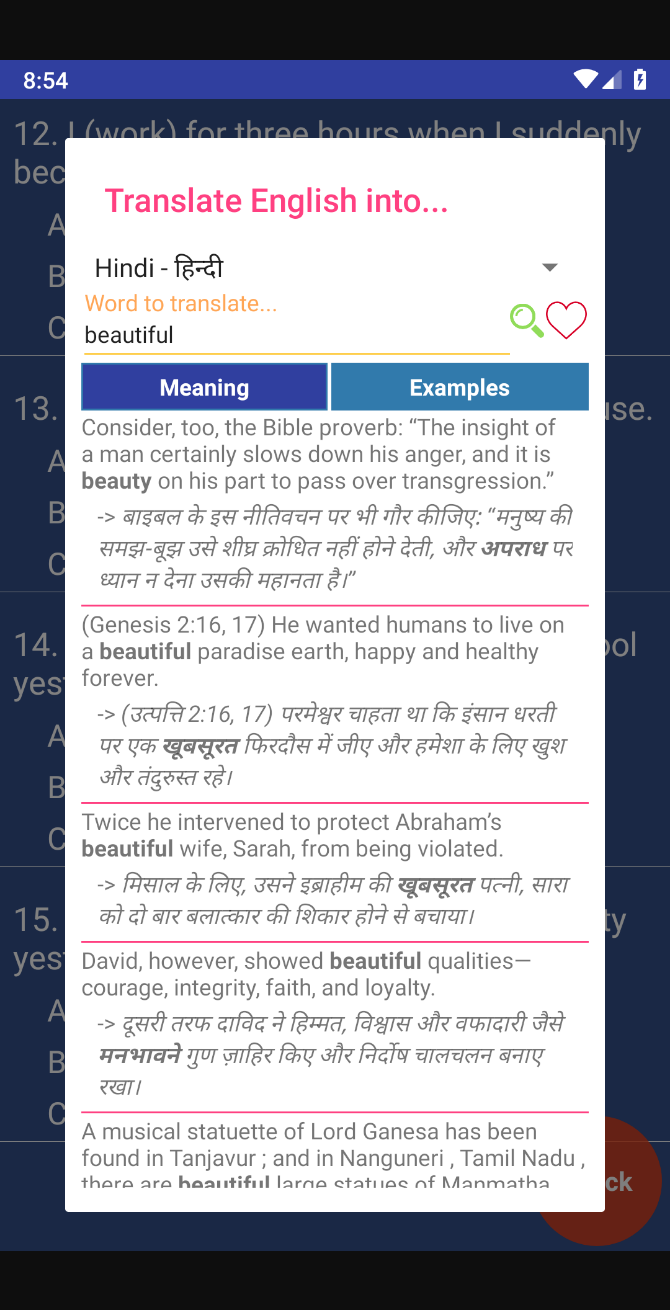 8:54
12. I (work) for three hours when I suddenly
bec
A
B
C
13.
use.
A
B
C
14.
ool
yes
A
B
C
15.
ty
yes
A
B
C
ck
Translate English into...
Hindi - हिन्दी
Word to translate...
beautiful
Meaning
Examples
Consider, too, the Bible proverb: “The insight of
a man certainly slows down his anger, and it is
beauty on his part to pass over transgression.”
-> बाइबल के इस नीतिवचन पर भी गौर कीजिए: “मनुष्य की
समझ-बूझ उसे शीघ्र क्रोधित नहीं होने देती, और अपराध पर
ध्यान न देना उसकी महानता है।”
(Genesis 2:16, 17) He wanted humans to live on
a beautiful paradise earth, happy and healthy
forever.
-> (उत्पत्ति 2:16, 17) परमेश्वर चाहता था कि इंसान धरती
पर एक खूबसूरत फिरदौस में जीए और हमेशा के लिए खुश
और तंदुरुस्त रहे।
Twice he intervened to protect Abraham’s
beautiful wife, Sarah, from being violated.
-> मिसाल के लिए, उसने इब्राहीम की खूबसूरत पत्नी, सारा
को दो बार बलात्कार की शिकार होने से बचाया।
David, however, showed beautiful qualities—
courage, integrity, faith, and loyalty.
-> दूसरी तरफ दाविद ने हिम्मत, विश्वास और वफादारी जैसे
मनभावने गुण ज़ाहिर किए और निर्दोष चालचलन बनाए
रखा।
A musical statuette of Lord Ganesa has been
found in Tanjavur ; and in Nanguneri , Tamil Nadu ,
there are beautiful large statues of Manmatha